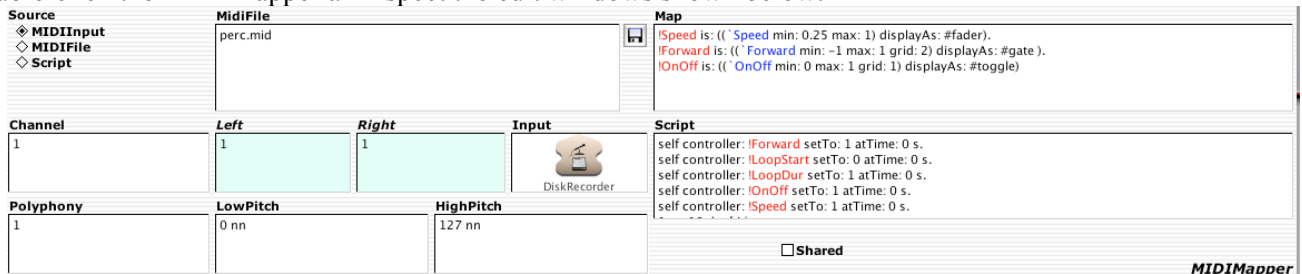 Source
MIDIInput
MIDIFile
Script
MidiFile
perc.mid
Map
!Speed is: ((`Speed min: 0.25 max: 1) displayAs: #fader).
!Forward is: ((`Forward min: -1 max: 1 grid: 2) displayAs: #gate ).
!OnOff is: ((`OnOff min: 0 max: 1 grid: 1) displayAs: #toggle)
Channel
1
Left
1
Right
1
Input
DiskRecorder
Script
self controller: !Forward setTo: 1 atTime: 0 s.
self controller: !LoopStart setTo: 0 atTime: 0 s.
self controller: !LoopDur setTo: 1 atTime: 0 s.
self controller: !OnOff setTo: 1 atTime: 0 s.
self controller: !Speed setTo: 1 atTime: 0 s.
Polyphony
1
LowPitch
0 nn
HighPitch
127 nn
Shared
MIDIMapper